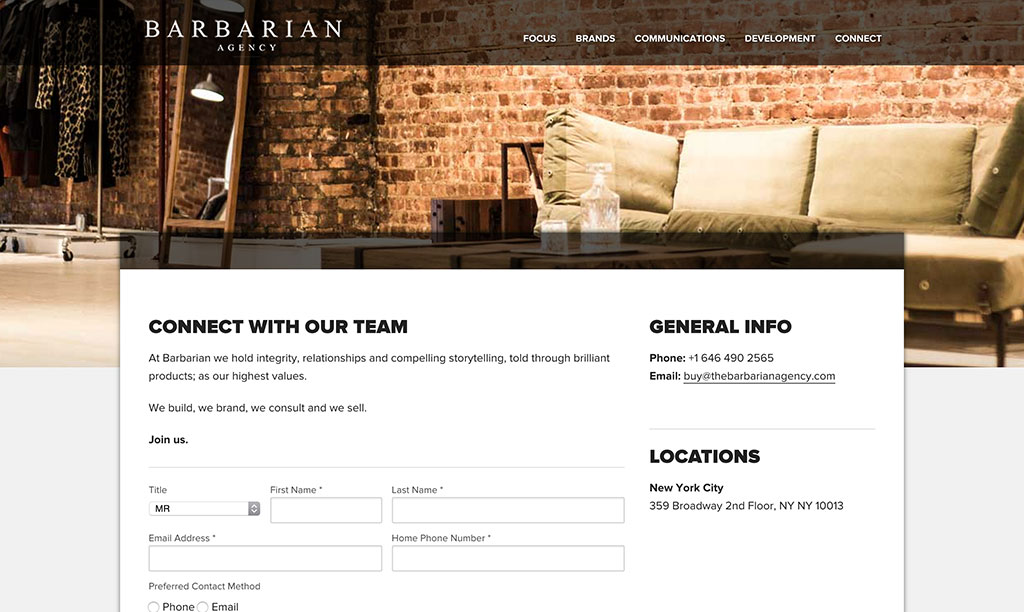 BARBARIAN
AGENCY
FOCUS BRANDS COMMUNICATIONS DEVELOPMENT CONNECT
CONNECT WITH OUR TEAM
At Barbarian we hold integrity, relationships and compelling storytelling, told through brilliant
products; as our highest values.
We build, we brand, we consult and we sell.
Join us.
Title First Name * Last Name *
MR
Email Address * Home Phone Number *
Preferred Contact Method
Phone Email
GENERAL INFO
Phone: +1 646 490 2565
Email: buy@thebarbarianagency.com
LOCATIONS
New York City
359 Broadway 2nd Floor, NY NY 10013